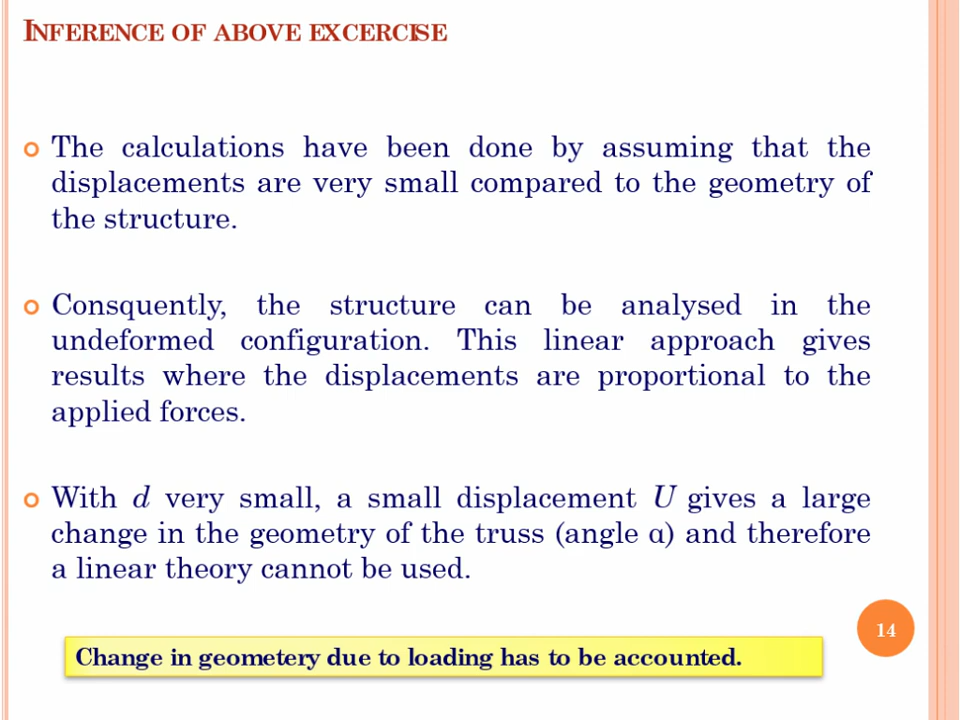 INFERENCE OF ABOVE EXCERCISE
The calculations have been done by assuming that the
displacements are very small compared to the geometry of
the structure.
Consquently, the structure can be analysed in the
undeformed configuration. This linear approach gives
results where the displacements are proportional to the
applied forces.
With d very small, a small displacement U gives a large
change in the geometry of the truss (angle α) and therefore
a linear theory cannot be used.
14
Change in geometery due to loading has to be accounted.